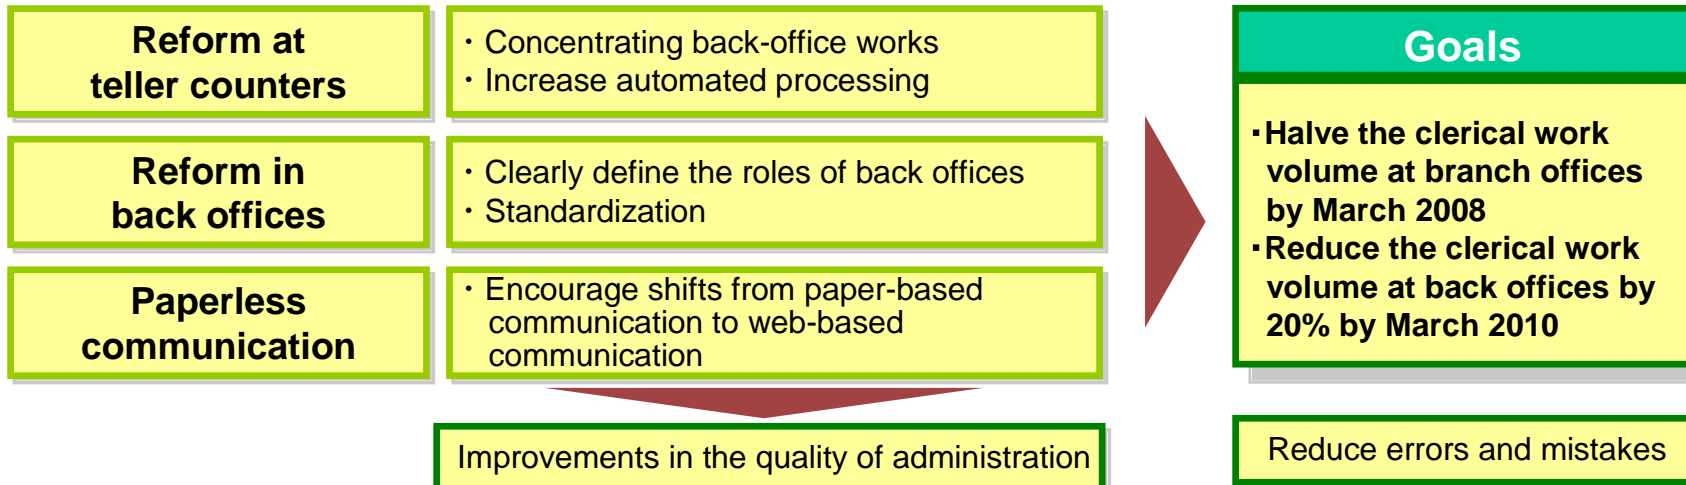 Reform at
teller counters
・Concentrating back-office works
・Increase automated processing
Reform in
back offices
・Clearly define the roles of back offices
・Standardization
Paperless
communication
・Encourage shifts from paper-based
communication to web-based
communication
Improvements in the quality of administration
Goals
・Halve the clerical work
volume at branch offices
by March 2008
・Reduce the clerical work
volume at back offices by
20% by March 2010
Reduce errors and mistakes